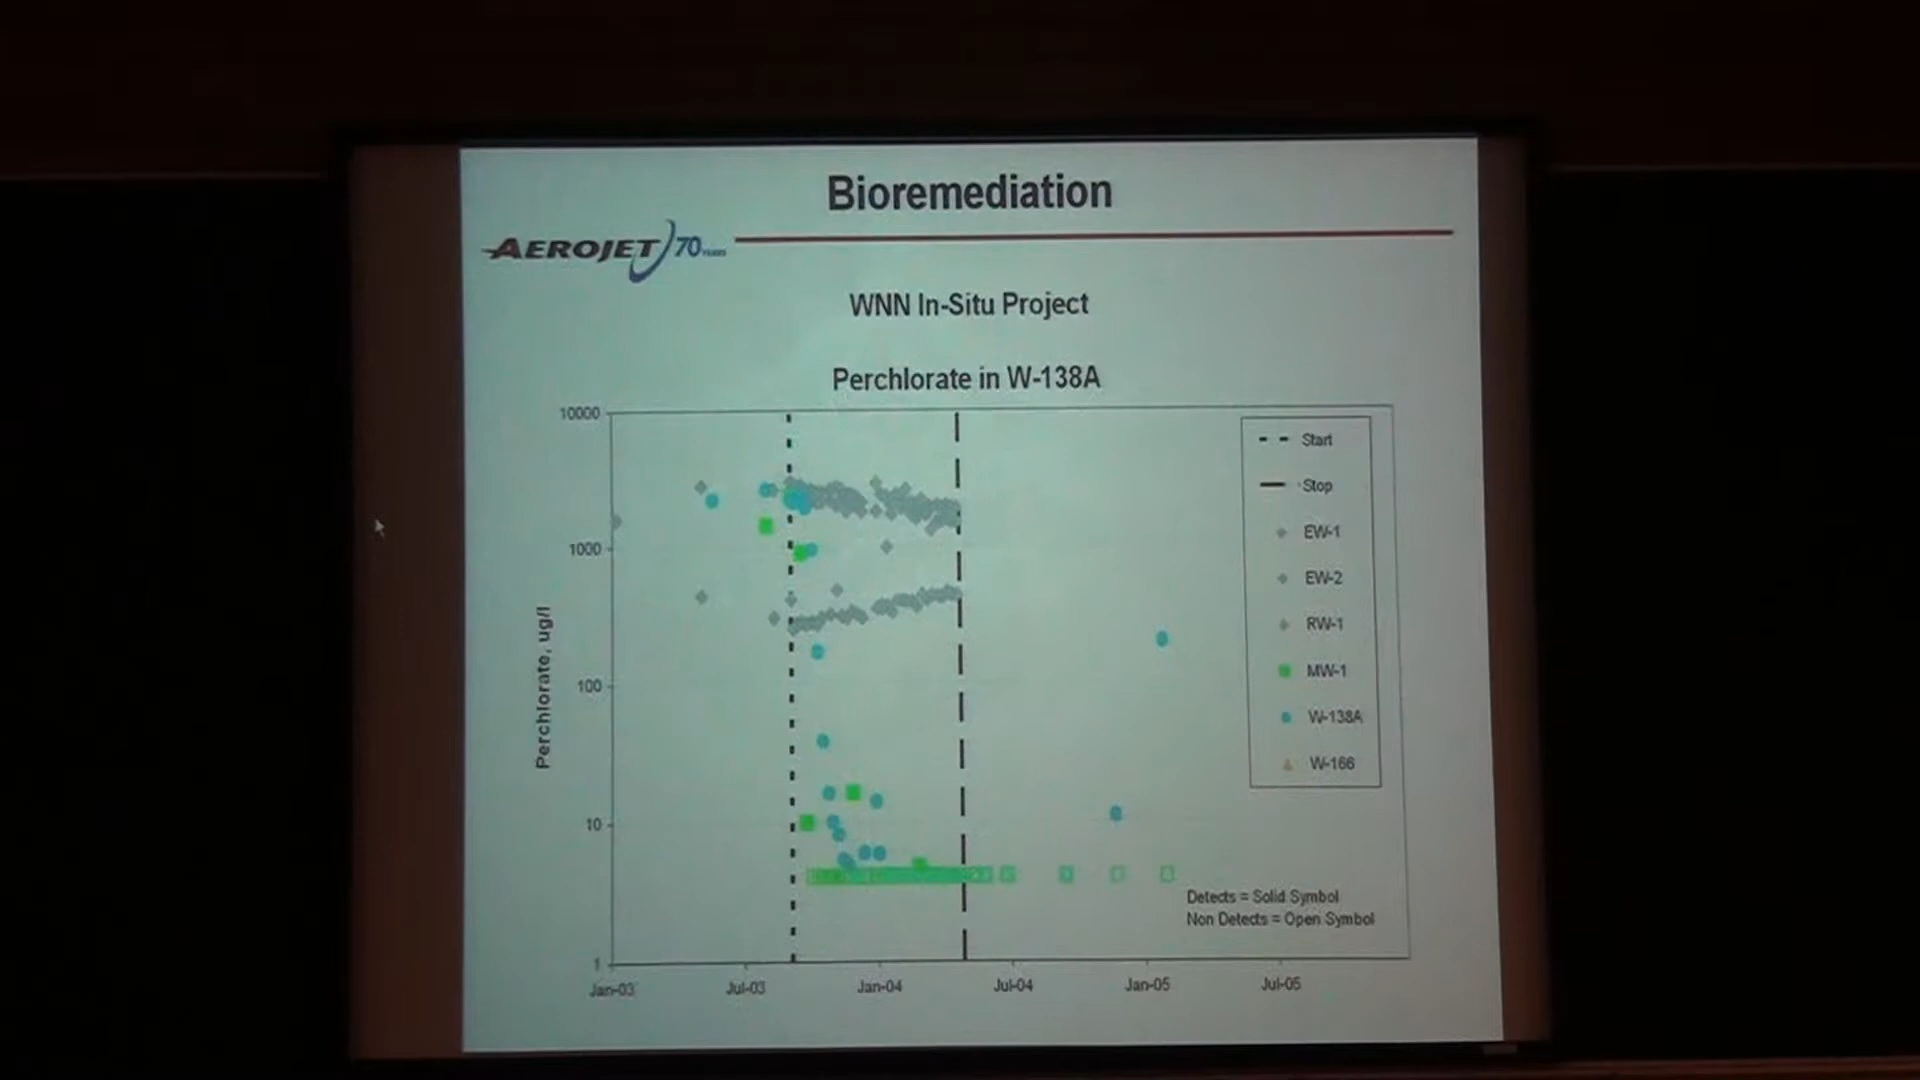 Bioremediation
AEROJET 70 YEARS
WNN In-Situ Project
Perchlorate in W-138A
10000
1000
100
10
1
Perchlorate, ug/l
Jan-03
Jul-03
Jan-04
Jul-04
Jan-05
Jul-05
Start
Stop
EW-1
EW-2
RW-1
MW-1
W-138A
W-166
Detects = Solid Symbol
Non Detects = Open Symbol